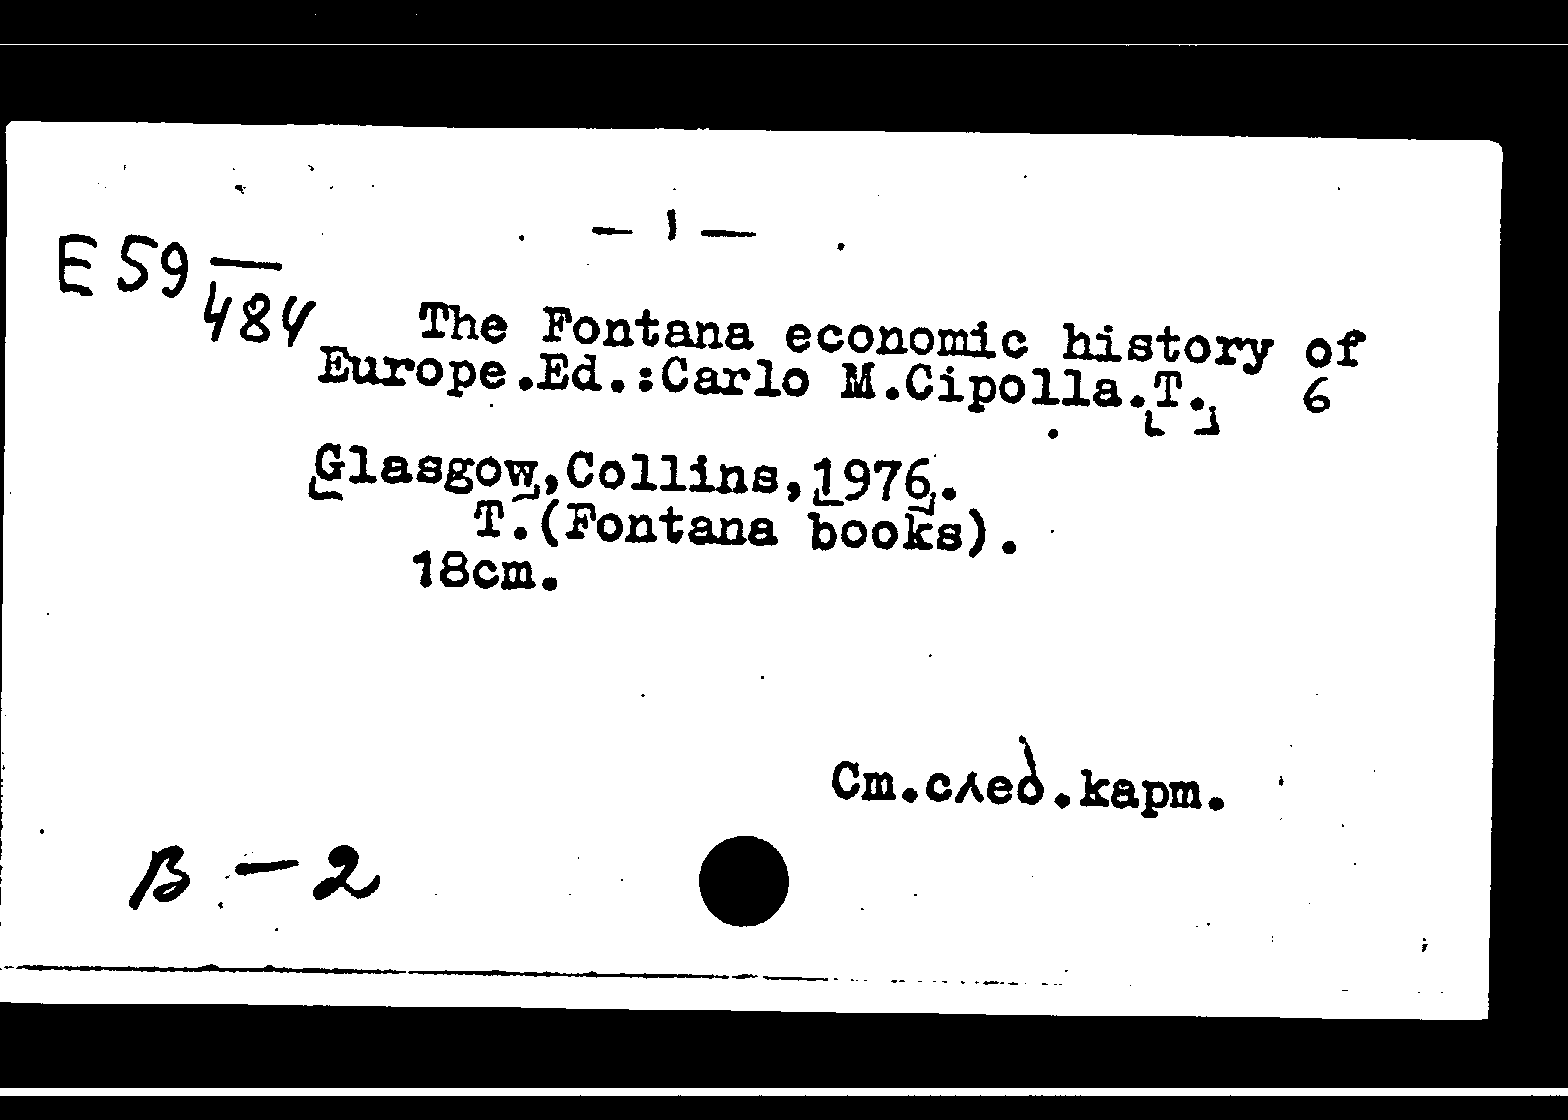 — 1 —
E 59 —
484
The Fontana economic history of
Europe.Ed.:Carlo M.Cipolla.[T.] 6
[Glasgow],Collins,[1976].
T.(Fontana books).
18cm.
См.след.карт.
B — 2